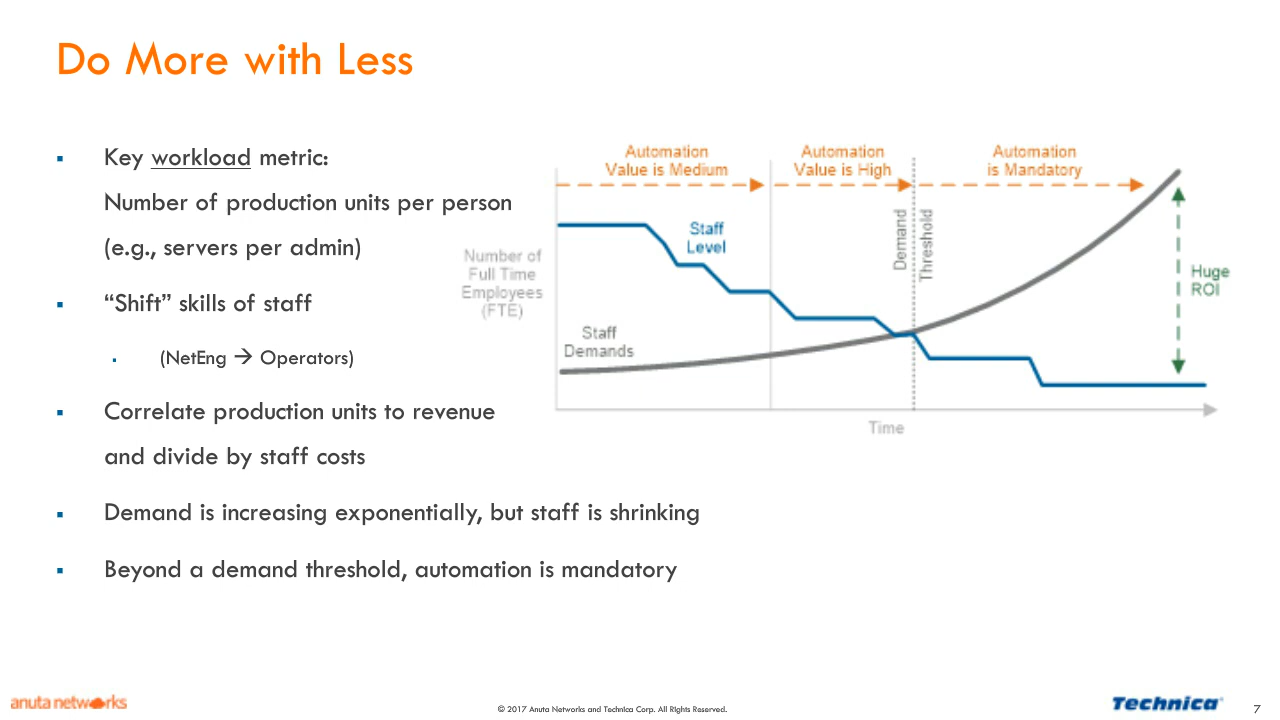 Do More with Less
▪ Key workload metric:
Number of production units per person
(e.g., servers per admin)
▪ “Shift” skills of staff
▪ (NetEng → Operators)
▪ Correlate production units to revenue
and divide by staff costs
▪ Demand is increasing exponentially, but staff is shrinking
▪ Beyond a demand threshold, automation is mandatory
Automation
Value is Medium
Automation
Value is High
Automation
is Mandatory
Number of
Full Time
Employees
(FTE)
Staff
Level
Staff
Demands
Demand
Threshold
Huge
ROI
Time
anuta networks
© 2017 Anuta Networks and Technica Corp. All Rights Reserved.
Technica
7